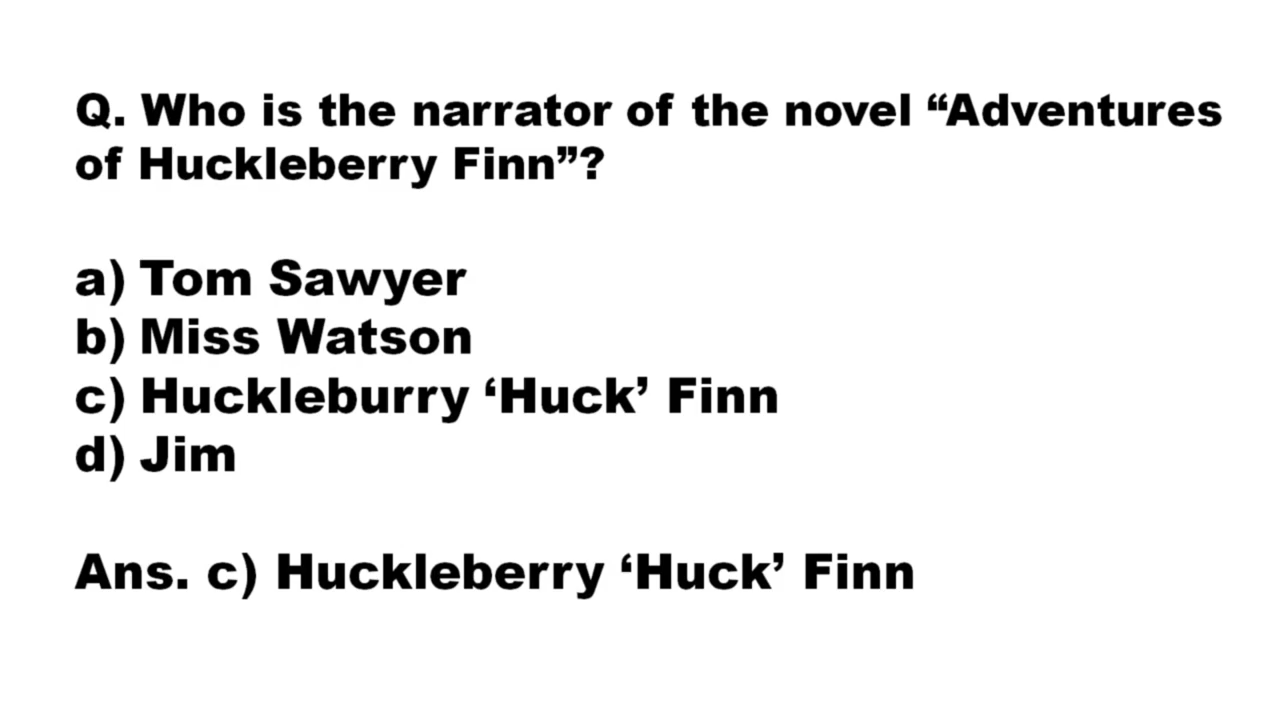 Q. Who is the narrator of the novel “Adventures
of Huckleberry Finn”?
a) Tom Sawyer
b) Miss Watson
c) Huckleburry ‘Huck’ Finn
d) Jim
Ans. c) Huckleberry ‘Huck’ Finn